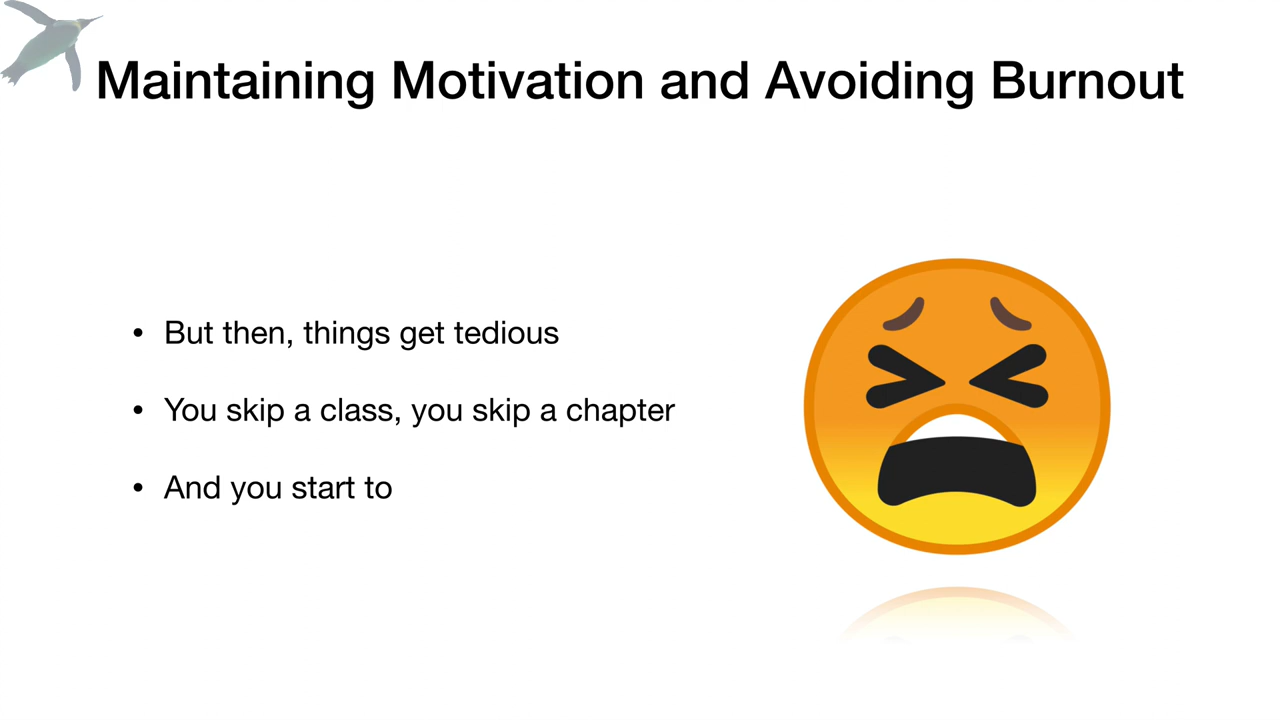 Maintaining Motivation and Avoiding Burnout
• But then, things get tedious
• You skip a class, you skip a chapter
• And you start to